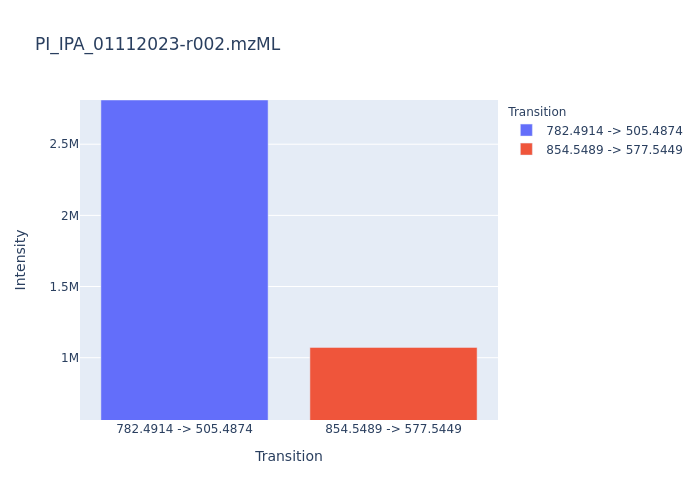 PI_IPA_01112023-r002.mzML
Transition
782.4914 -> 505.4874
854.5489 -> 577.5449
2.5M
2M
1.5M
1M
Intensity
782.4914 -> 505.4874
854.5489 -> 577.5449
Transition